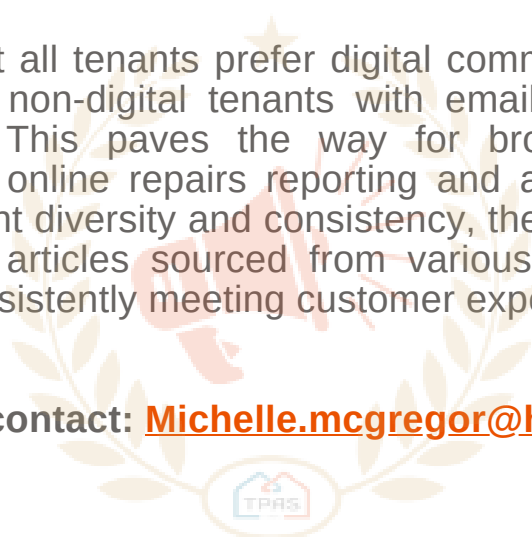 t all tenants prefer digital comm
non-digital tenants with email
This paves the way for bro
online repairs reporting and a
nt diversity and consistency, the
articles sourced from various
sistently meeting customer expe
contact: Michelle.mcgregor@h
TPAS